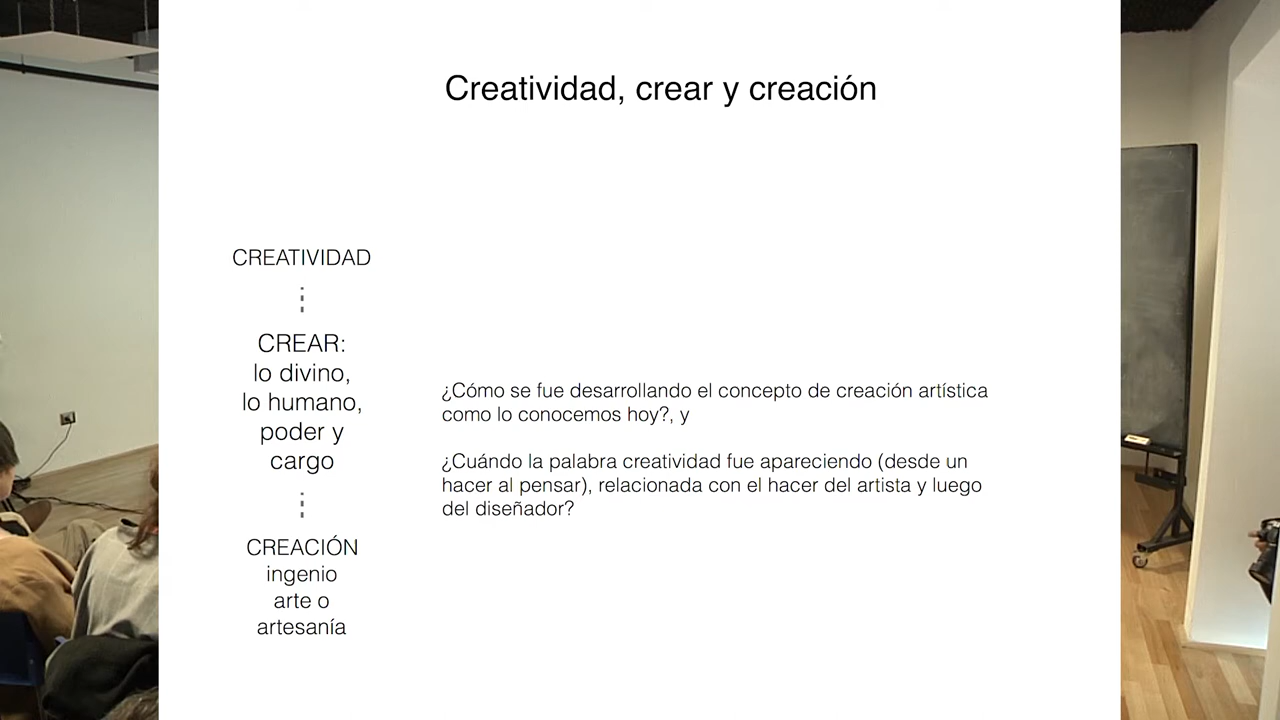 Creatividad, crear y creación
CREATIVIDAD
CREAR:
lo divino,
lo humano,
poder y
cargo
CREACIÓN
ingenio
arte o
artesanía
¿Cómo se fue desarrollando el concepto de creación artística
como lo conocemos hoy?, y
¿Cuándo la palabra creatividad fue apareciendo (desde un
hacer al pensar), relacionada con el hacer del artista y luego
del diseñador?